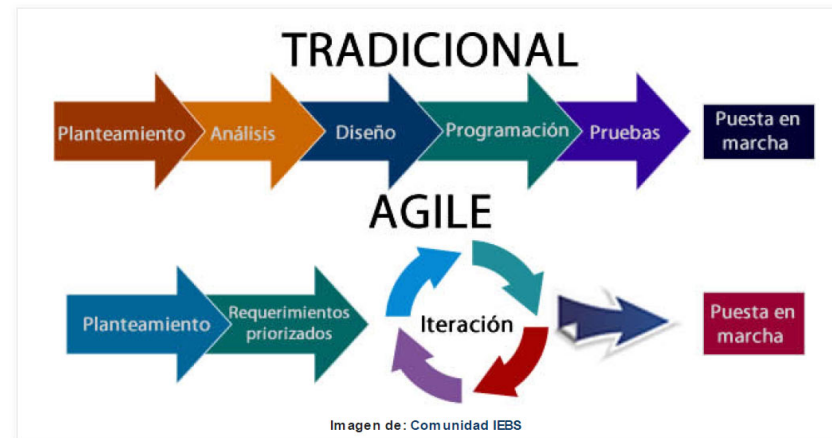 TRADICIONAL
Planteamiento
Análisis
Diseño
Programación
Pruebas
Puesta en
marcha
AGILE
Planteamiento
Requerimientos
priorizados
Iteración
Puesta en
marcha
Imagen de: Comunidad IEBS